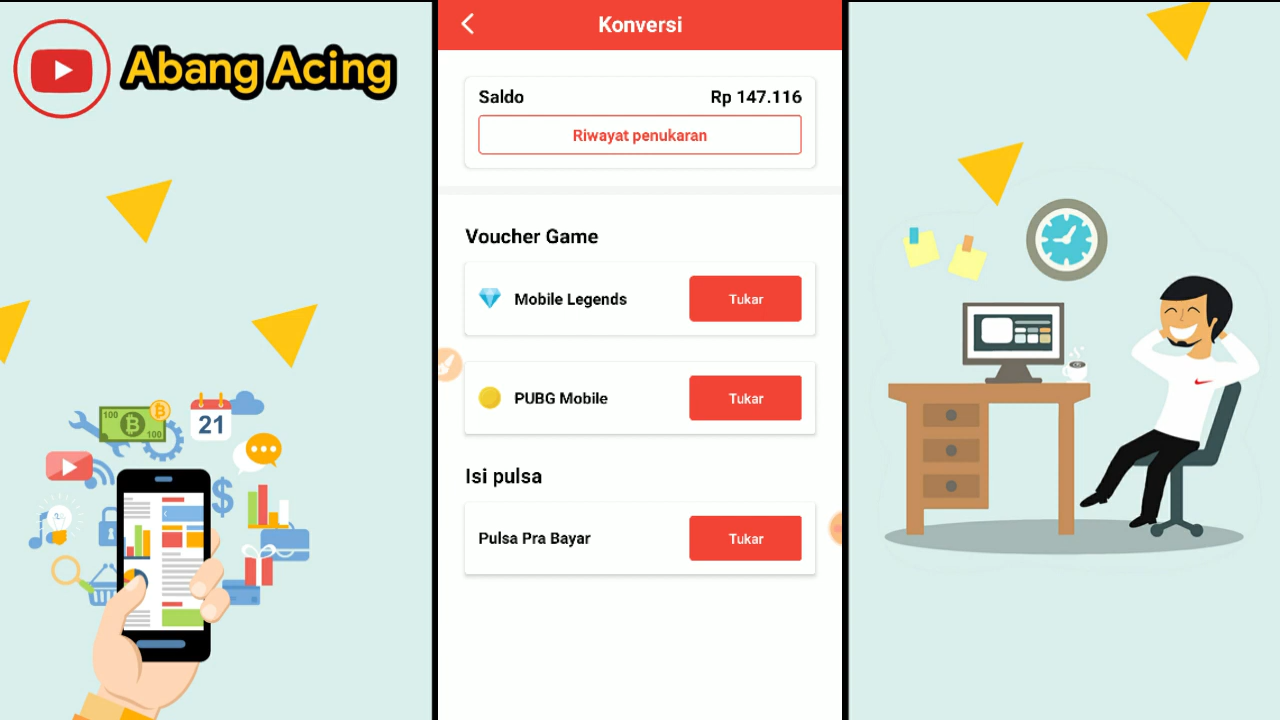 Abang Acing
Konversi
Saldo Rp 147.116
Riwayat penukaran
Voucher Game
Mobile Legends Tukar
PUBG Mobile Tukar
Isi pulsa
Pulsa Pra Bayar Tukar
100
100
21